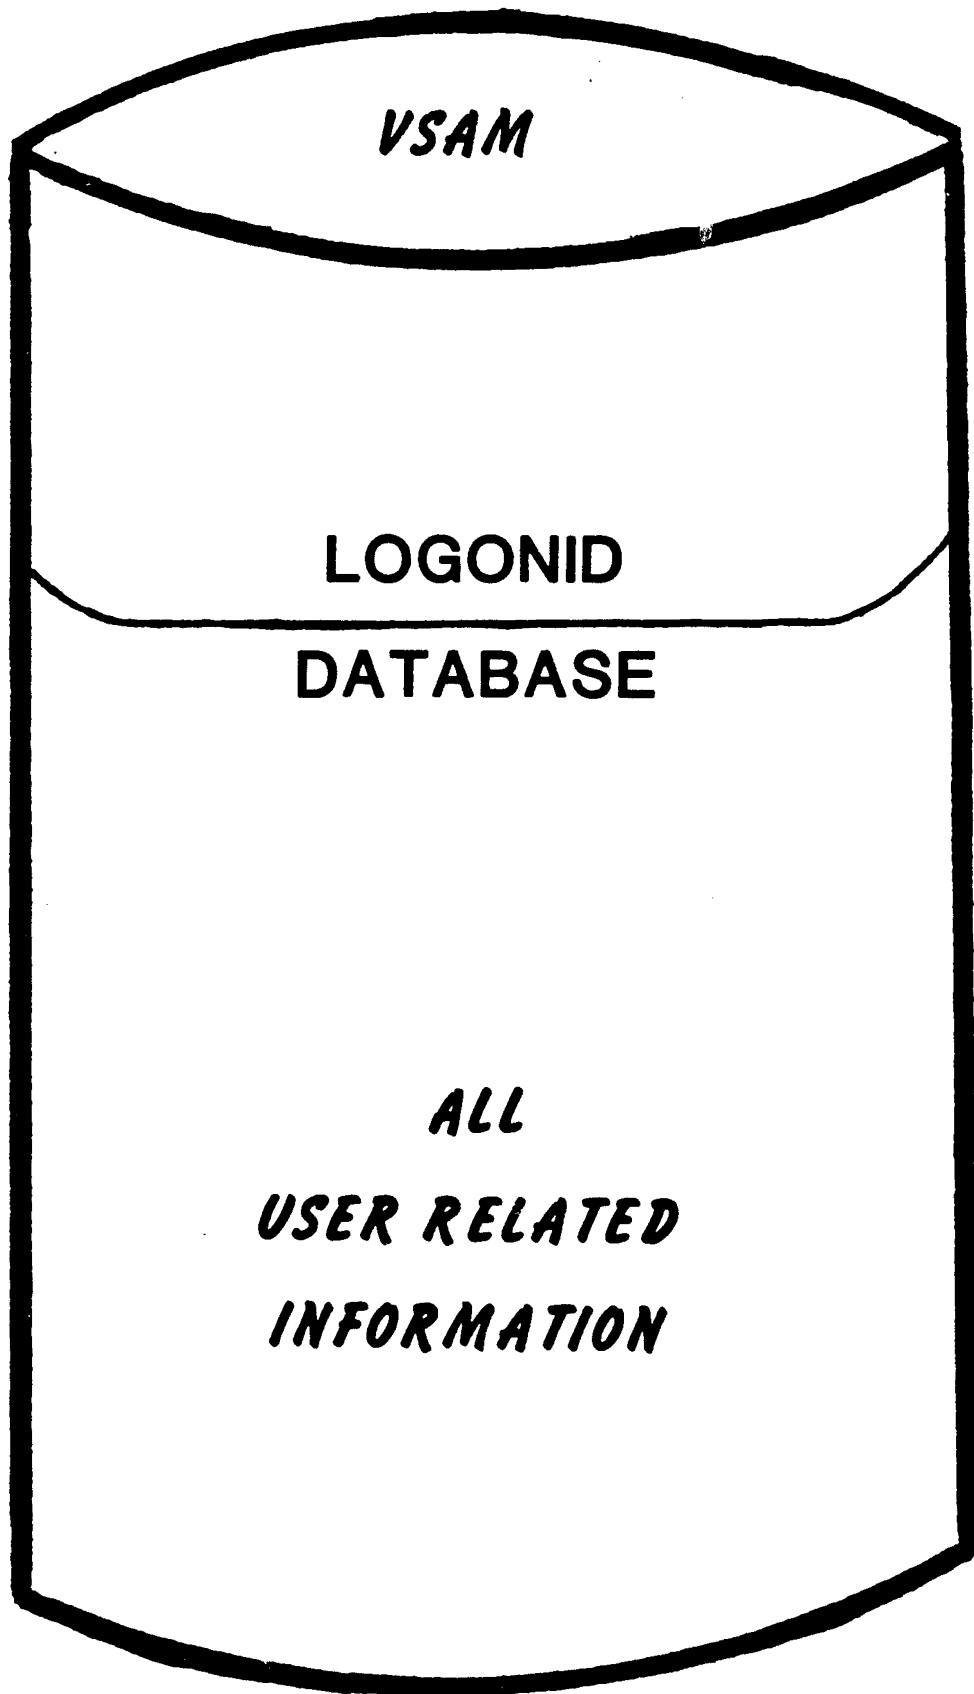 VSAM
LOGONID
DATABASE
ALL
USER RELATED
INFORMATION